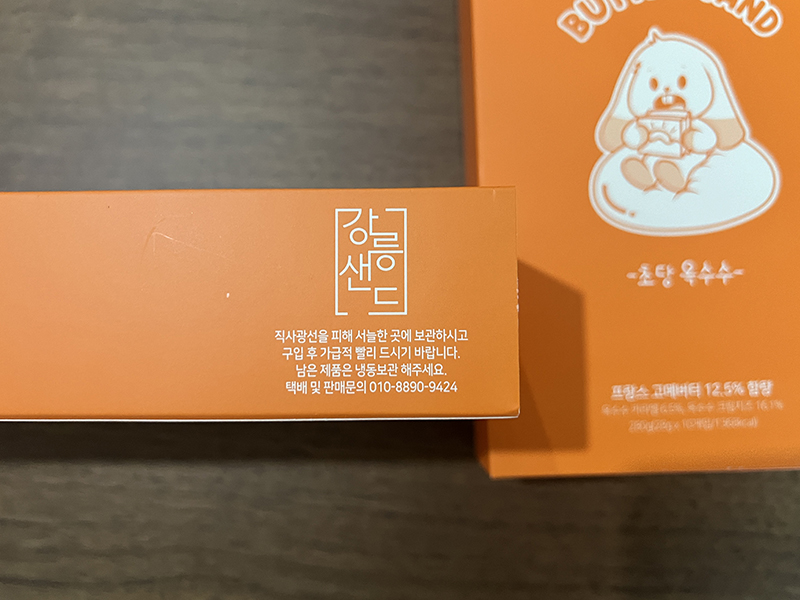 강릉
샌드
직사광선을 피해 서늘한 곳에 보관하시고
구입 후 가급적 빨리 드시기 바랍니다.
남은 제품은 냉동보관 해주세요.
택배 및 판매문의 010-8890-9424
-초당 옥수수-
프랑스 고메버터 12.5% 함량